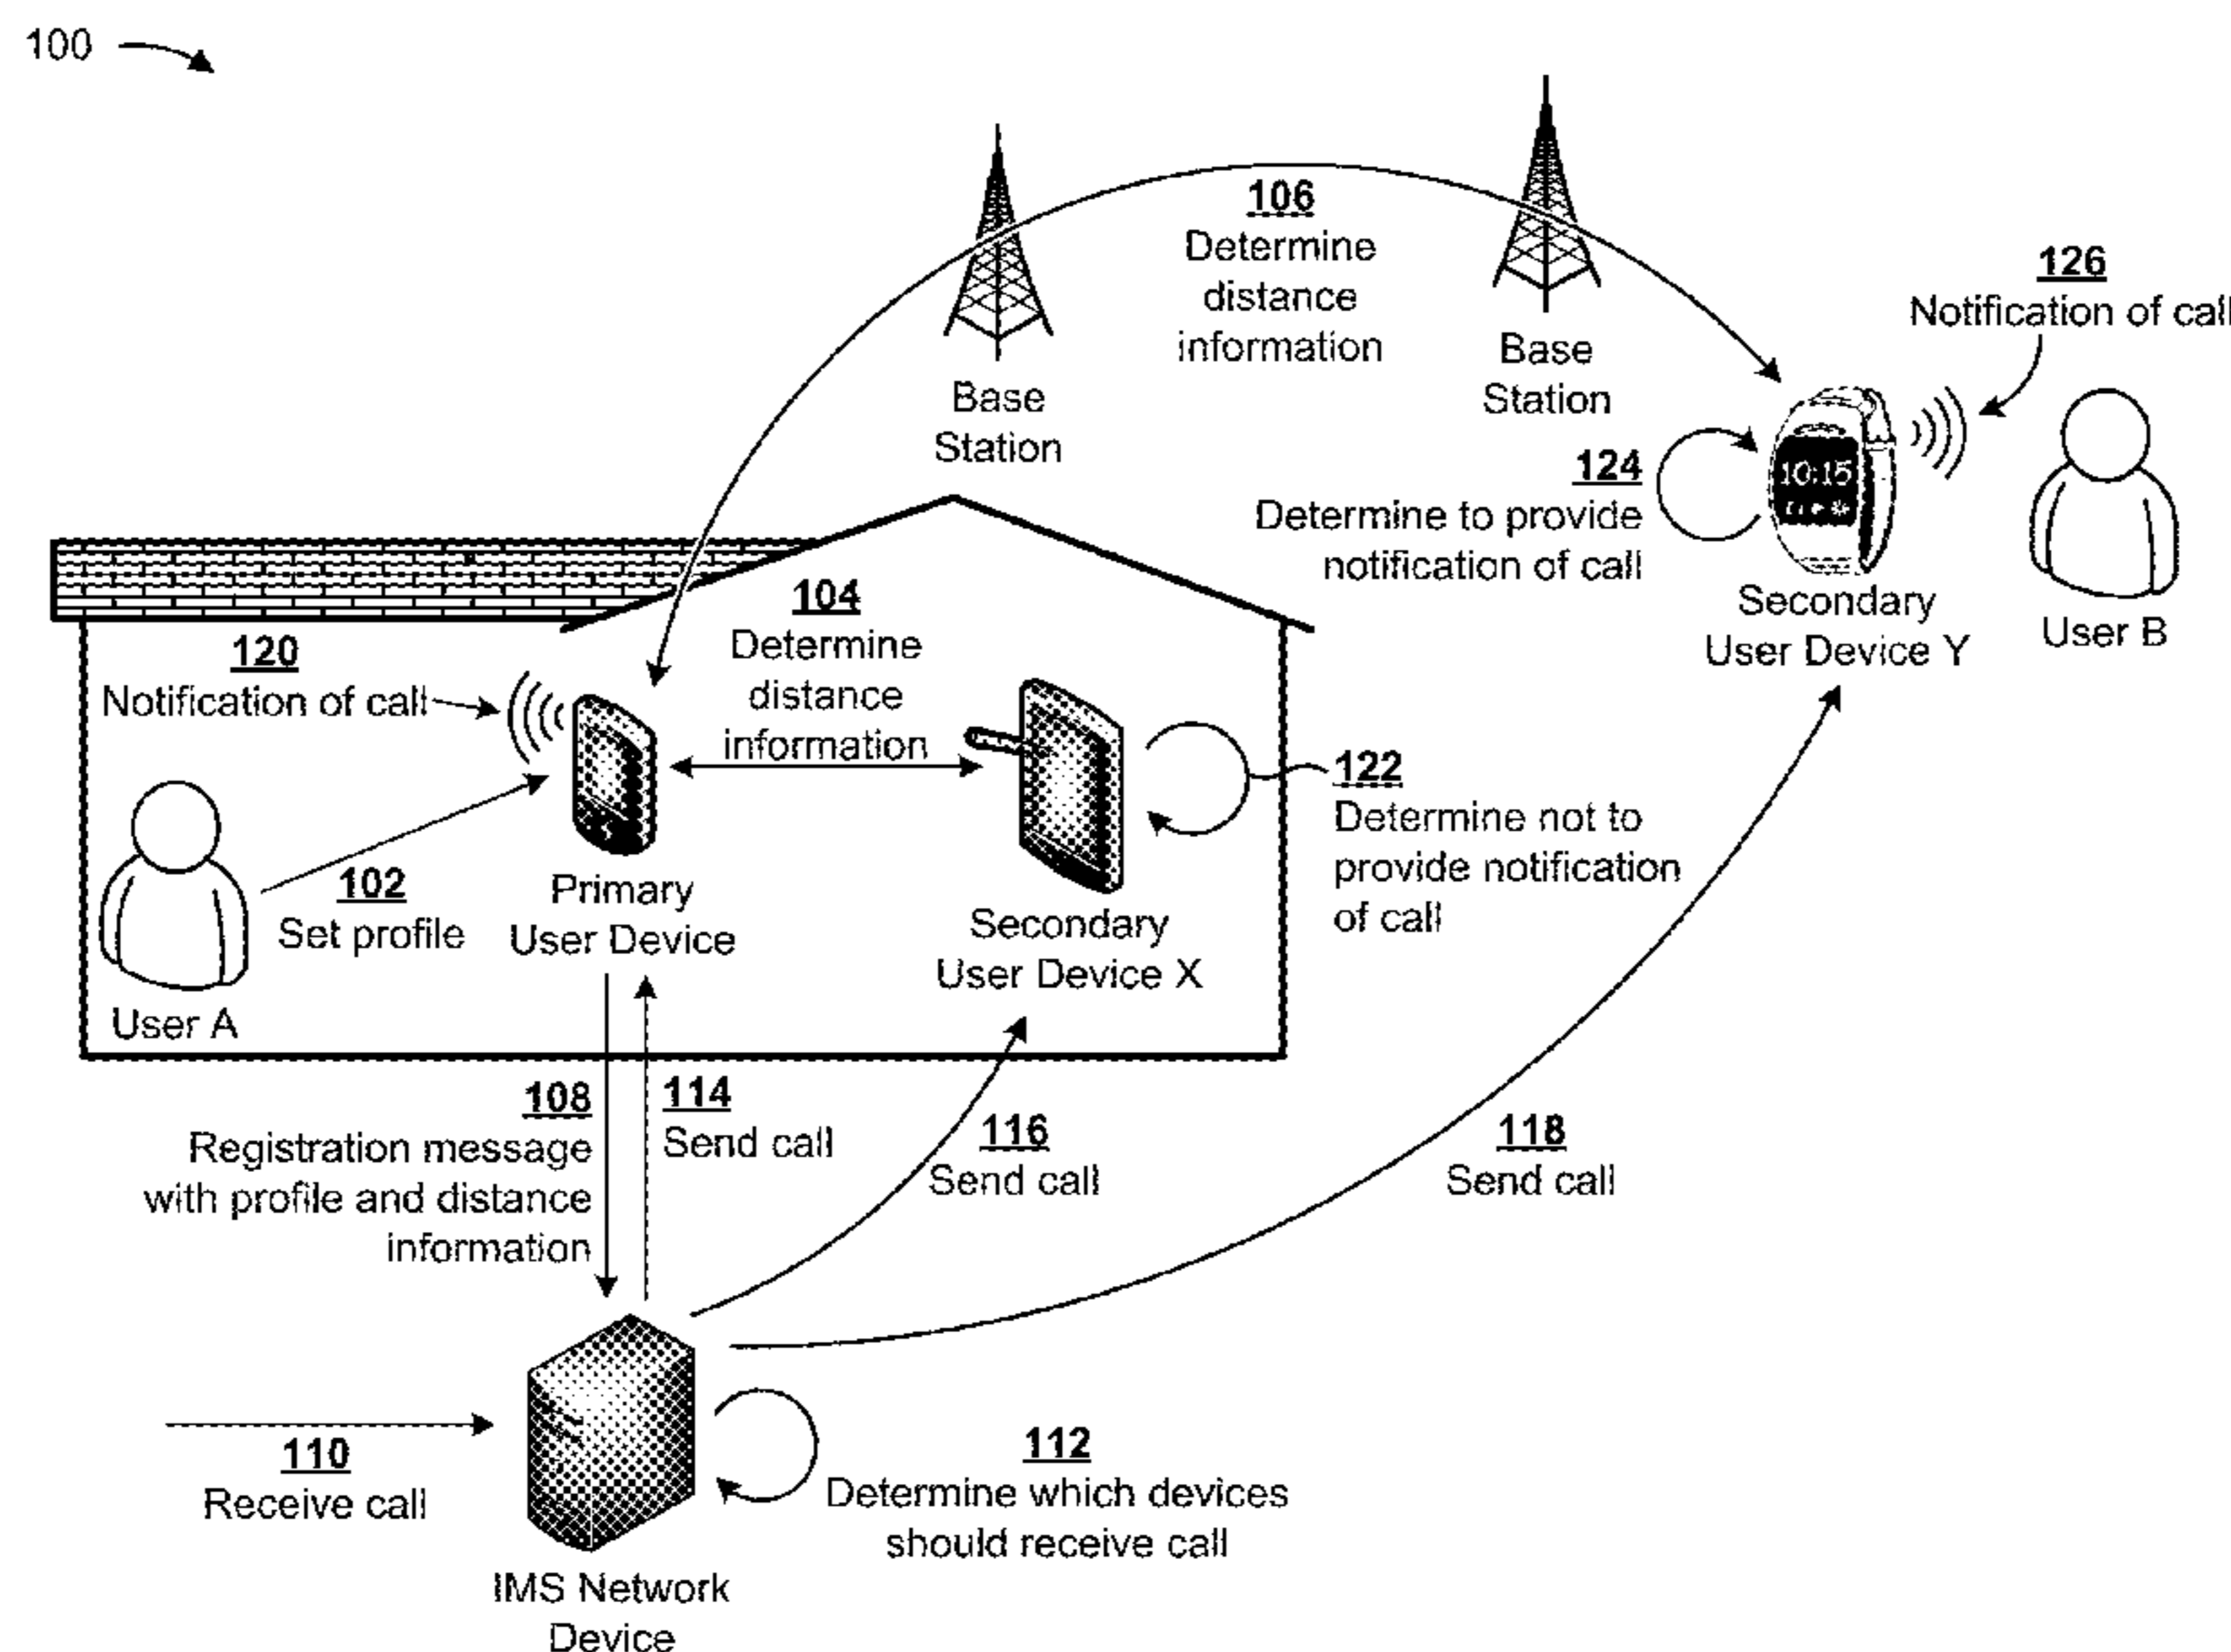 100
106
Determine
distance
information
Base
Station
Base
Station
126
Notification of call
124
Determine to provide
notification of call
10:15
Secondary
User Device Y
User B
104
Determine
distance
information
120
Notification of call
122
Determine not to
provide notification
of call
102
Set profile
Primary
User Device
Secondary
User Device X
User A
108
Registration message
with profile and distance
information
114
Send call
116
Send call
118
Send call
110
Receive call
112
Determine which devices
should receive call
IMS Network
Device